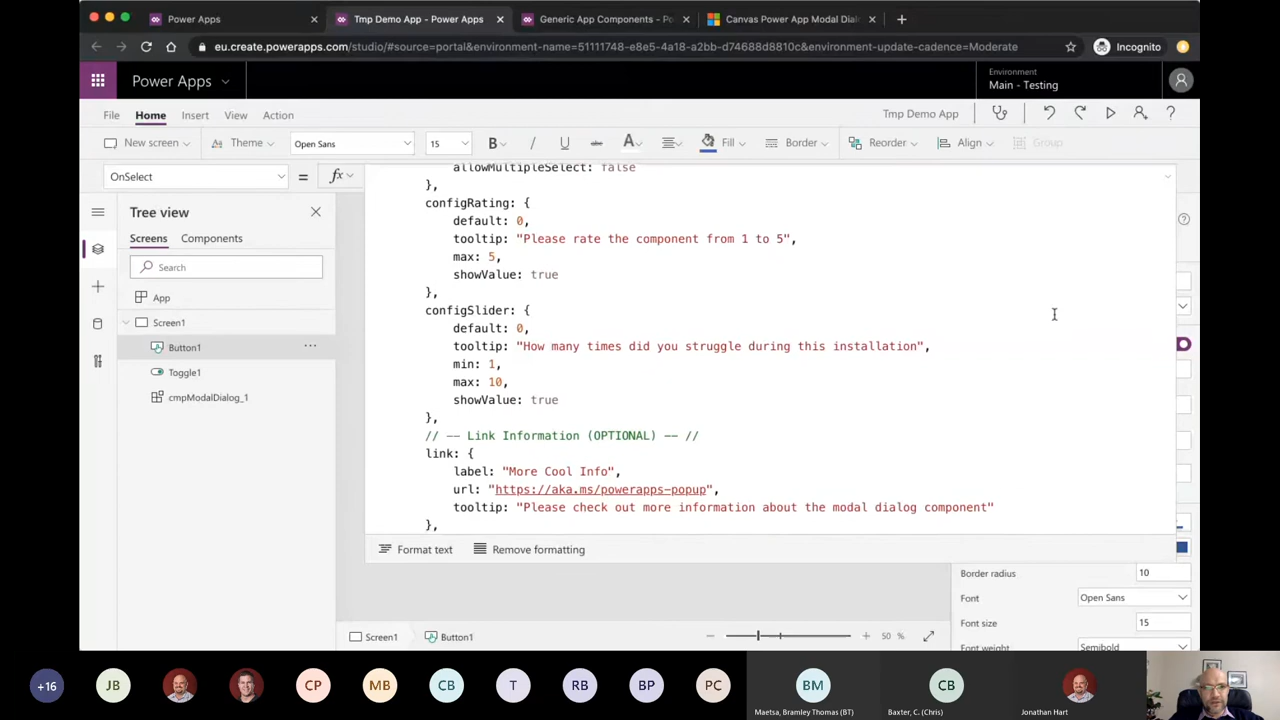 Power Apps
Tmp Demo App - Power Apps
Generic App Components - Po
Canvas Power App Modal Dial
eu.create.powerapps.com/studio/#source=portal&environment-name=51111748-e8e5-4a18-a2bb-d74688d8810c&environment-update-cadence=Moderate
Incognito
Power Apps
Environment
Main - Testing
File Home Insert View Action
Tmp Demo App
New screen
Theme
Open Sans
15
B
Fill
Border
Reorder
Align
Group
OnSelect
= fx
allowMultipleSelect: false
},
configRating: {
default: 0,
tooltip: "Please rate the component from 1 to 5",
max: 5,
showValue: true
},
configSlider: {
default: 0,
tooltip: "How many times did you struggle during this installation",
min: 1,
max: 10,
showValue: true
},
// -- Link Information (OPTIONAL) -- //
link: {
label: "More Cool Info",
url: "https://aka.ms/powerapps-popup",
tooltip: "Please check out more information about the modal dialog component"
},
Format text
Remove formatting
Tree view
Screens Components
Search
App
Screen1
Button1
Toggle1
cmpModalDialog_1
Border radius 10
Font Open Sans
Font size 15
Font weight Semibold
Screen1 Button1
50 %
+16 JB CP MB CB T RB BP PC BM CB
Maetsa, Bramley Thomas (BT)
Baxter, C. (Chris)
Jonathan Hart